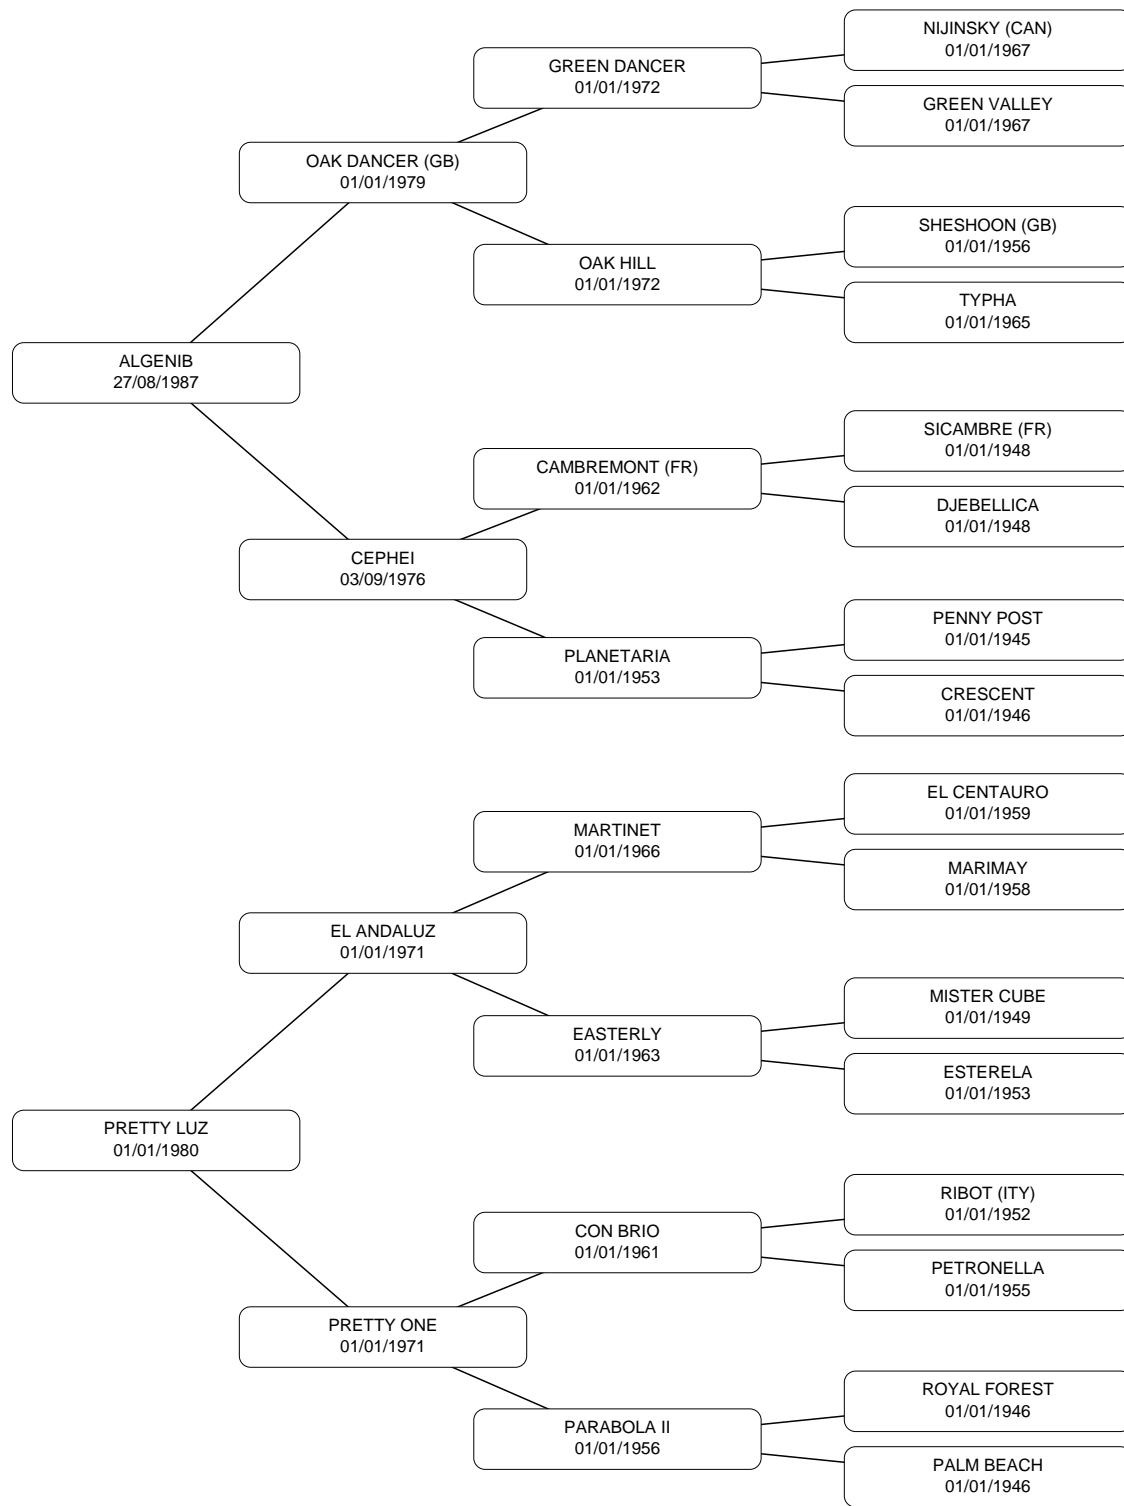 NIJINSKY (CAN)
01/01/1967
GREEN DANCER
01/01/1972
GREEN VALLEY
01/01/1967
OAK DANCER (GB)
01/01/1979
SHESHOON (GB)
01/01/1956
OAK HILL
01/01/1972
TYPHA
01/01/1965
ALGENIB
27/08/1987
SICAMBRE (FR)
01/01/1948
CAMBREMONT (FR)
01/01/1962
DJEBELLICA
01/01/1948
CEPHEI
03/09/1976
PENNY POST
01/01/1945
PLANETARIA
01/01/1953
CRESCENT
01/01/1946
EL CENTAURO
01/01/1959
MARTINET
01/01/1966
MARIMAY
01/01/1958
EL ANDALUZ
01/01/1971
MISTER CUBE
01/01/1949
EASTERLY
01/01/1963
ESTERELA
01/01/1953
PRETTY LUZ
01/01/1980
RIBOT (ITY)
01/01/1952
CON BRIO
01/01/1961
PETRONELLA
01/01/1955
PRETTY ONE
01/01/1971
ROYAL FOREST
01/01/1946
PARABOLA II
01/01/1956
PALM BEACH
01/01/1946